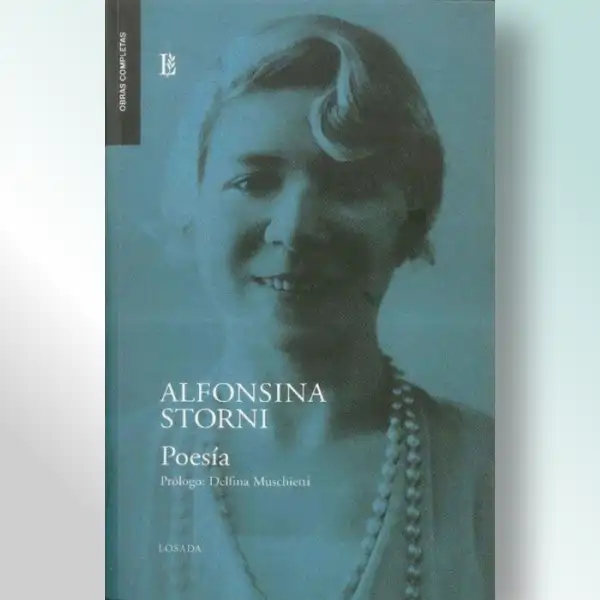 OBRAS COMPLETAS
L
ALFONSINA
STORNI
Poesía
Prólogo: Delfina Muschietti
LOSADA